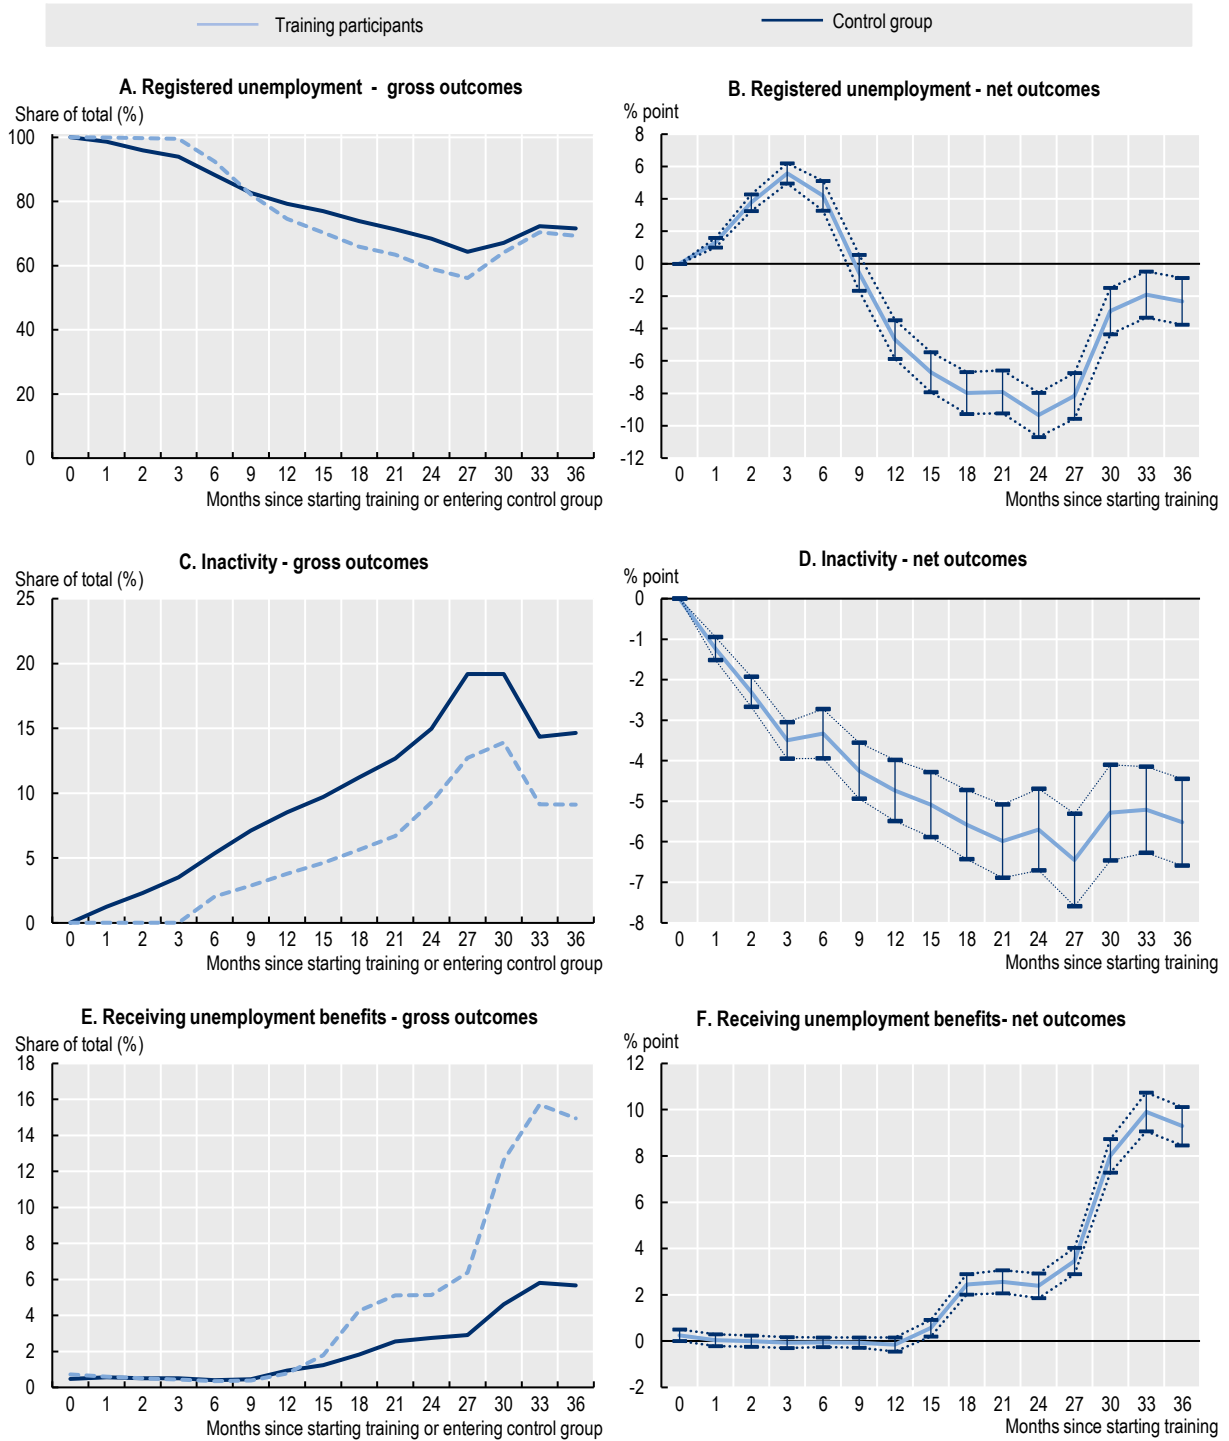 Training participants
Control group
A. Registered unemployment - gross outcomes
Share of total (%)
100
80
60
40
20
0
0 1 2 3 6 9 12 15 18 21 24 27 30 33 36
Months since starting training or entering control group
B. Registered unemployment - net outcomes
% point
8
6
4
2
0
-2
-4
-6
-8
-10
-12
0 1 2 3 6 9 12 15 18 21 24 27 30 33 36
Months since starting training
C. Inactivity - gross outcomes
Share of total (%)
25
20
15
10
5
0
0 1 2 3 6 9 12 15 18 21 24 27 30 33 36
Months since starting training or entering control group
D. Inactivity - net outcomes
% point
0
-1
-2
-3
-4
-5
-6
-7
-8
0 1 2 3 6 9 12 15 18 21 24 27 30 33 36
Months since starting training
E. Receiving unemployment benefits - gross outcomes
Share of total (%)
18
16
14
12
10
8
6
4
2
0
0 1 2 3 6 9 12 15 18 21 24 27 30 33 36
Months since starting training or entering control group
F. Receiving unemployment benefits- net outcomes
% point
12
10
8
6
4
2
0
-2
0 1 2 3 6 9 12 15 18 21 24 27 30 33 36
Months since starting training